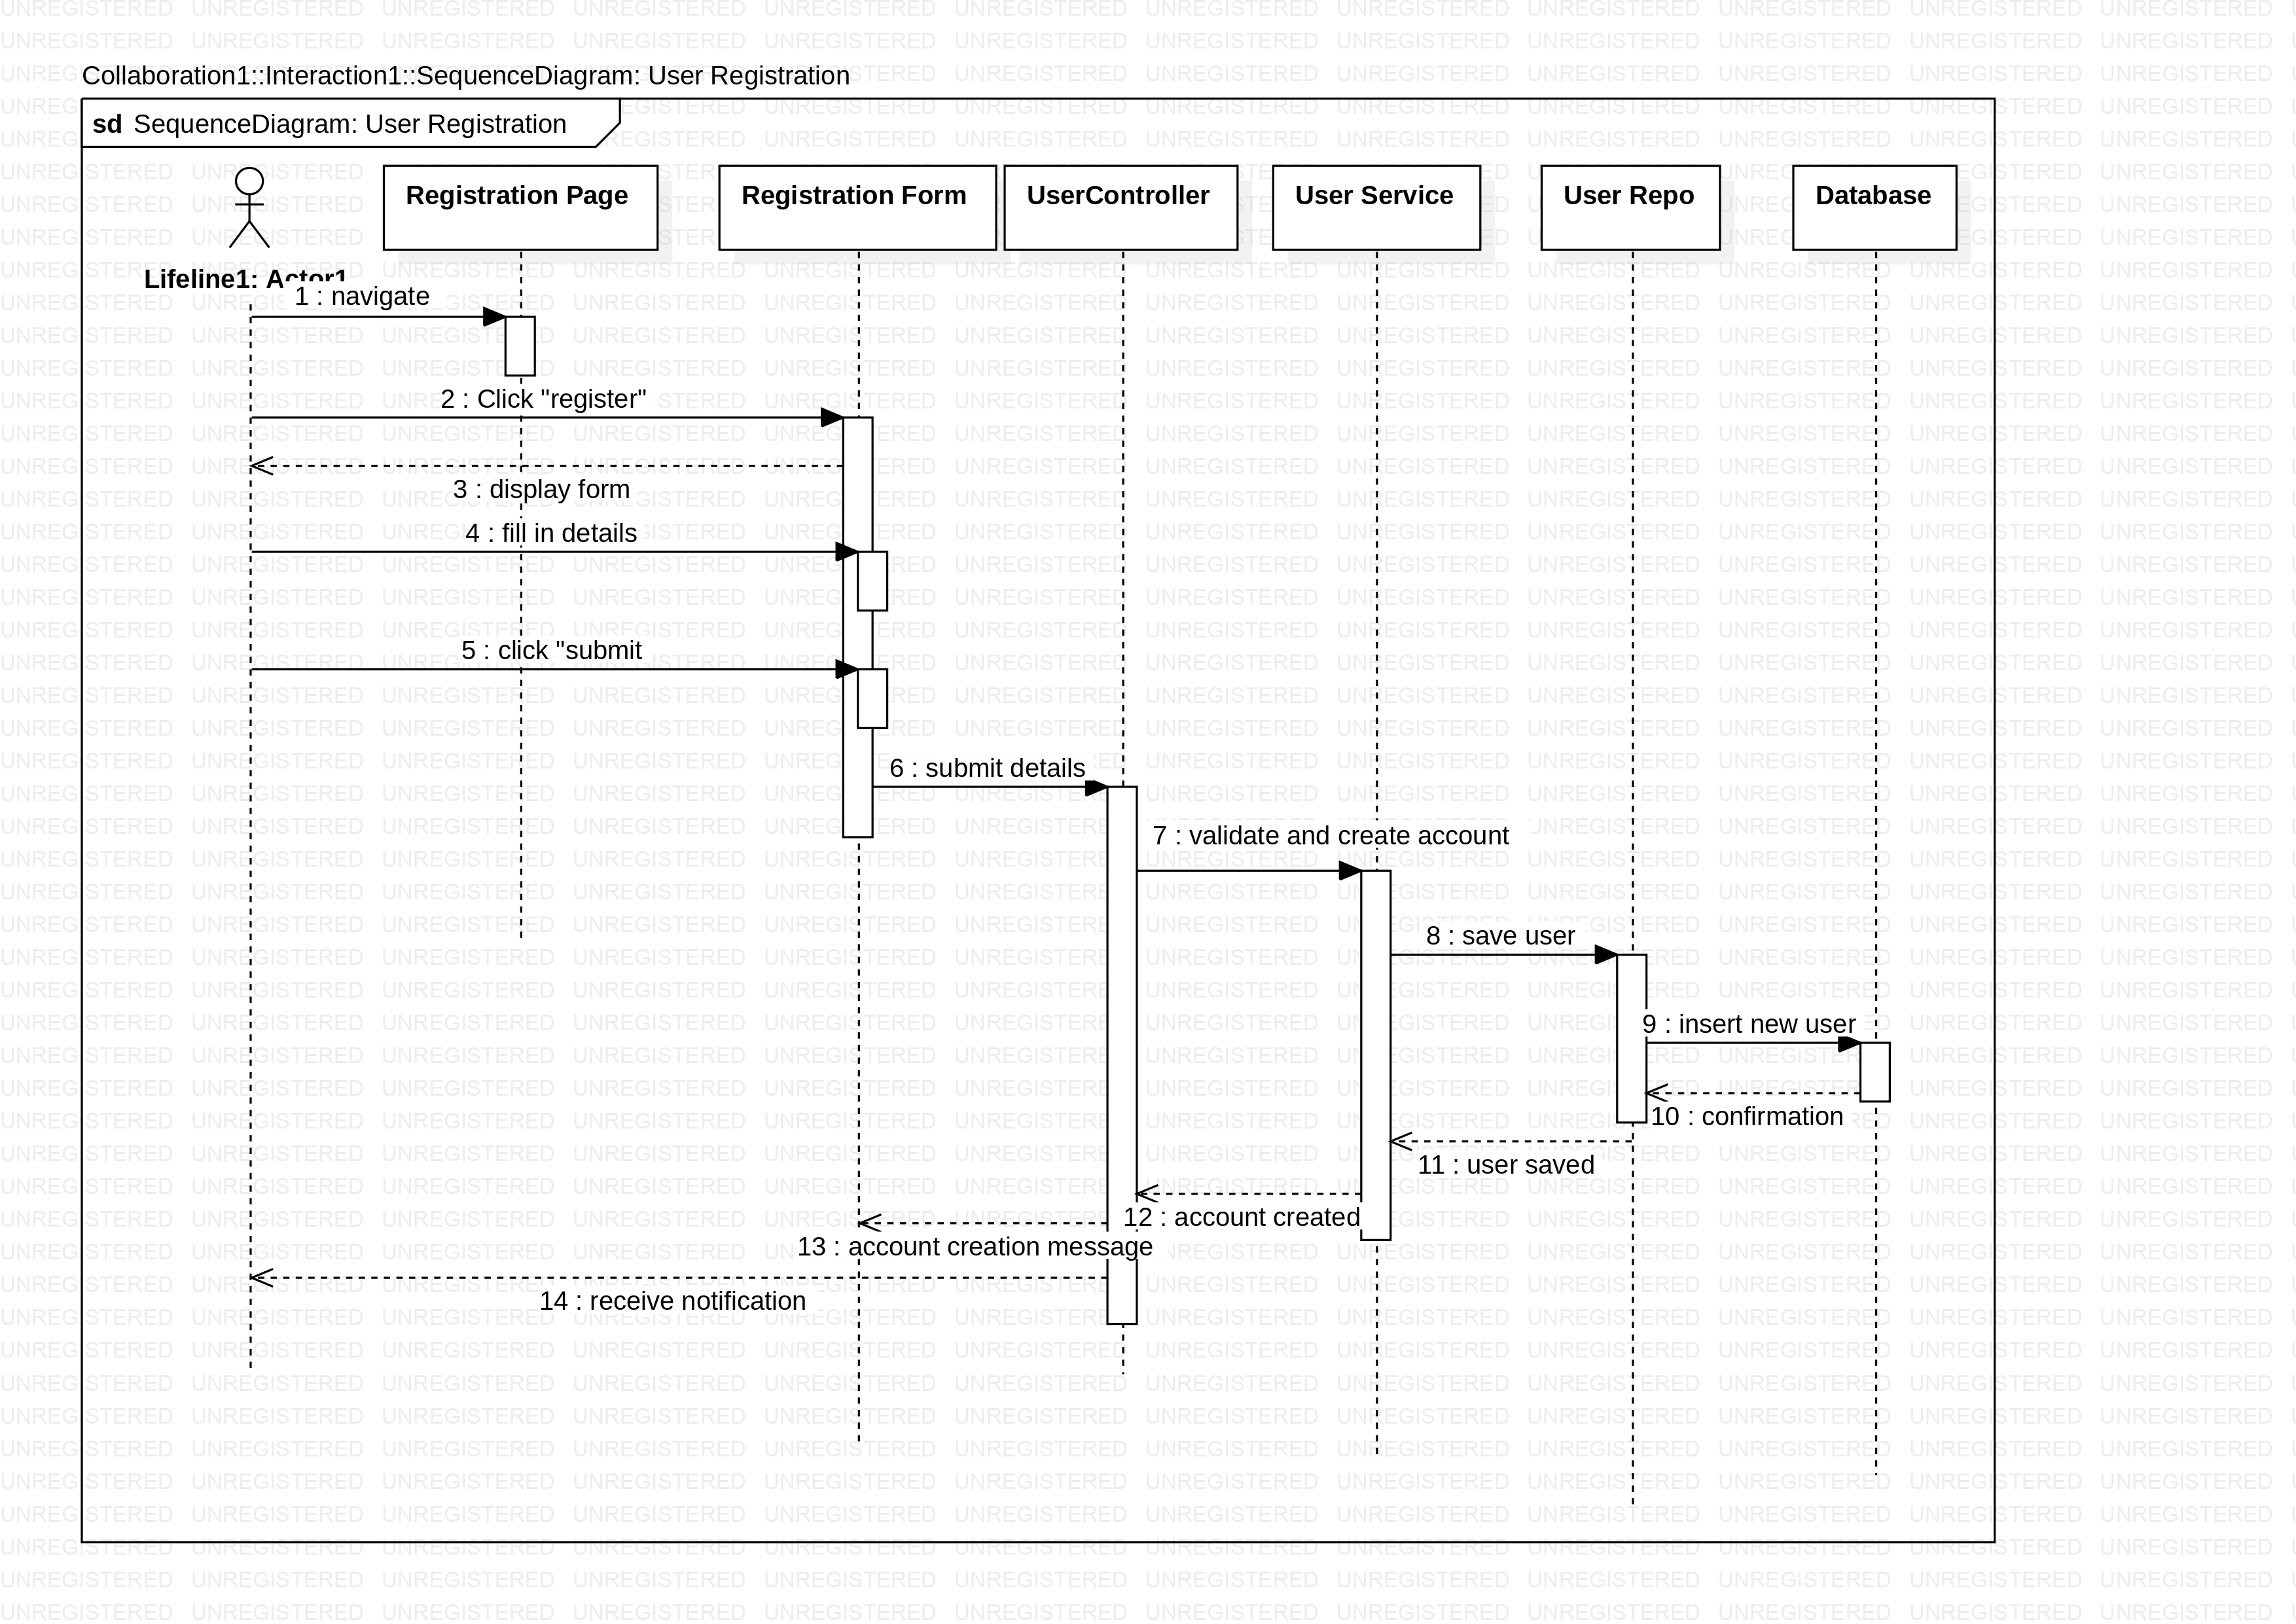 Collaboration1::Interaction1::SequenceDiagram: User Registration
sd SequenceDiagram: User Registration
Registration Page
Registration Form
UserController
User Service
User Repo
Database
Lifeline1: Actor1
1 : navigate
2 : Click "register"
3 : display form
4 : fill in details
5 : click "submit
6 : submit details
7 : validate and create account
8 : save user
9 : insert new user
10 : confirmation
11 : user saved
12 : account created
13 : account creation message
14 : receive notification
UNREGISTERED